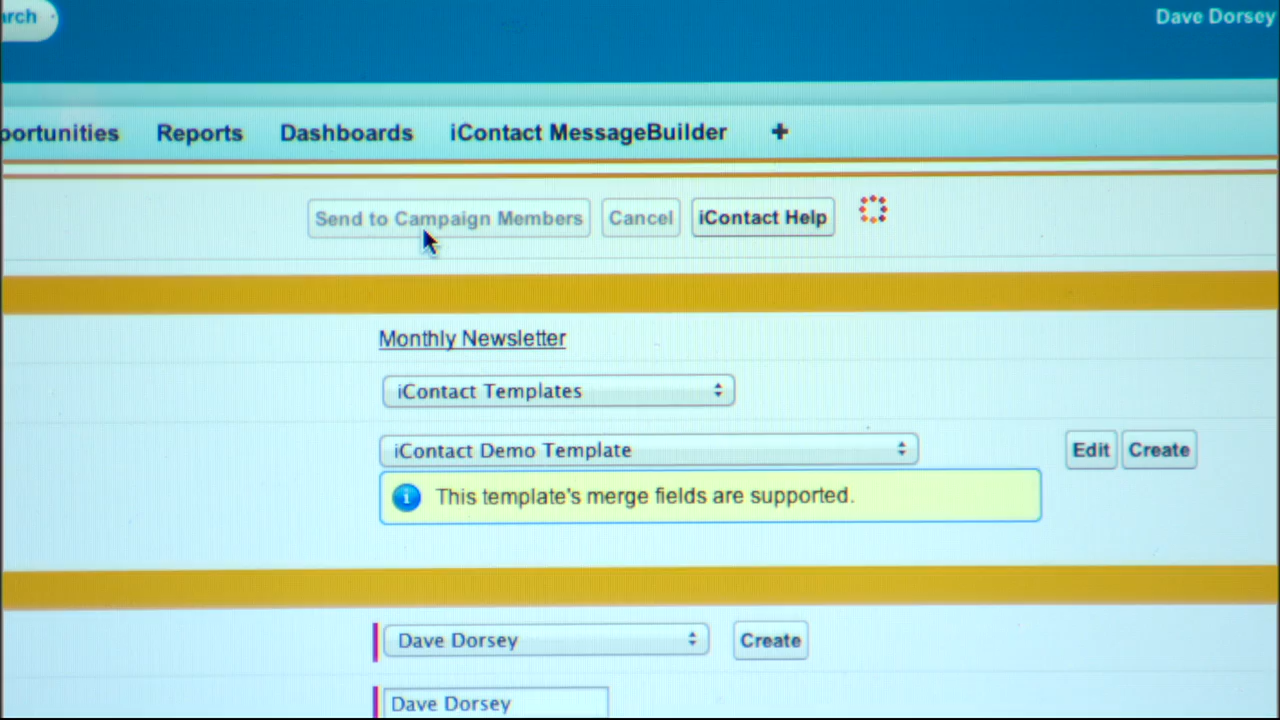 arch
Dave Dorsey
portunities Reports Dashboards iContact MessageBuilder +
Send to Campaign Members Cancel iContact Help
Monthly Newsletter
iContact Templates
iContact Demo Template Edit Create
This template's merge fields are supported.
Dave Dorsey Create
Dave Dorsey